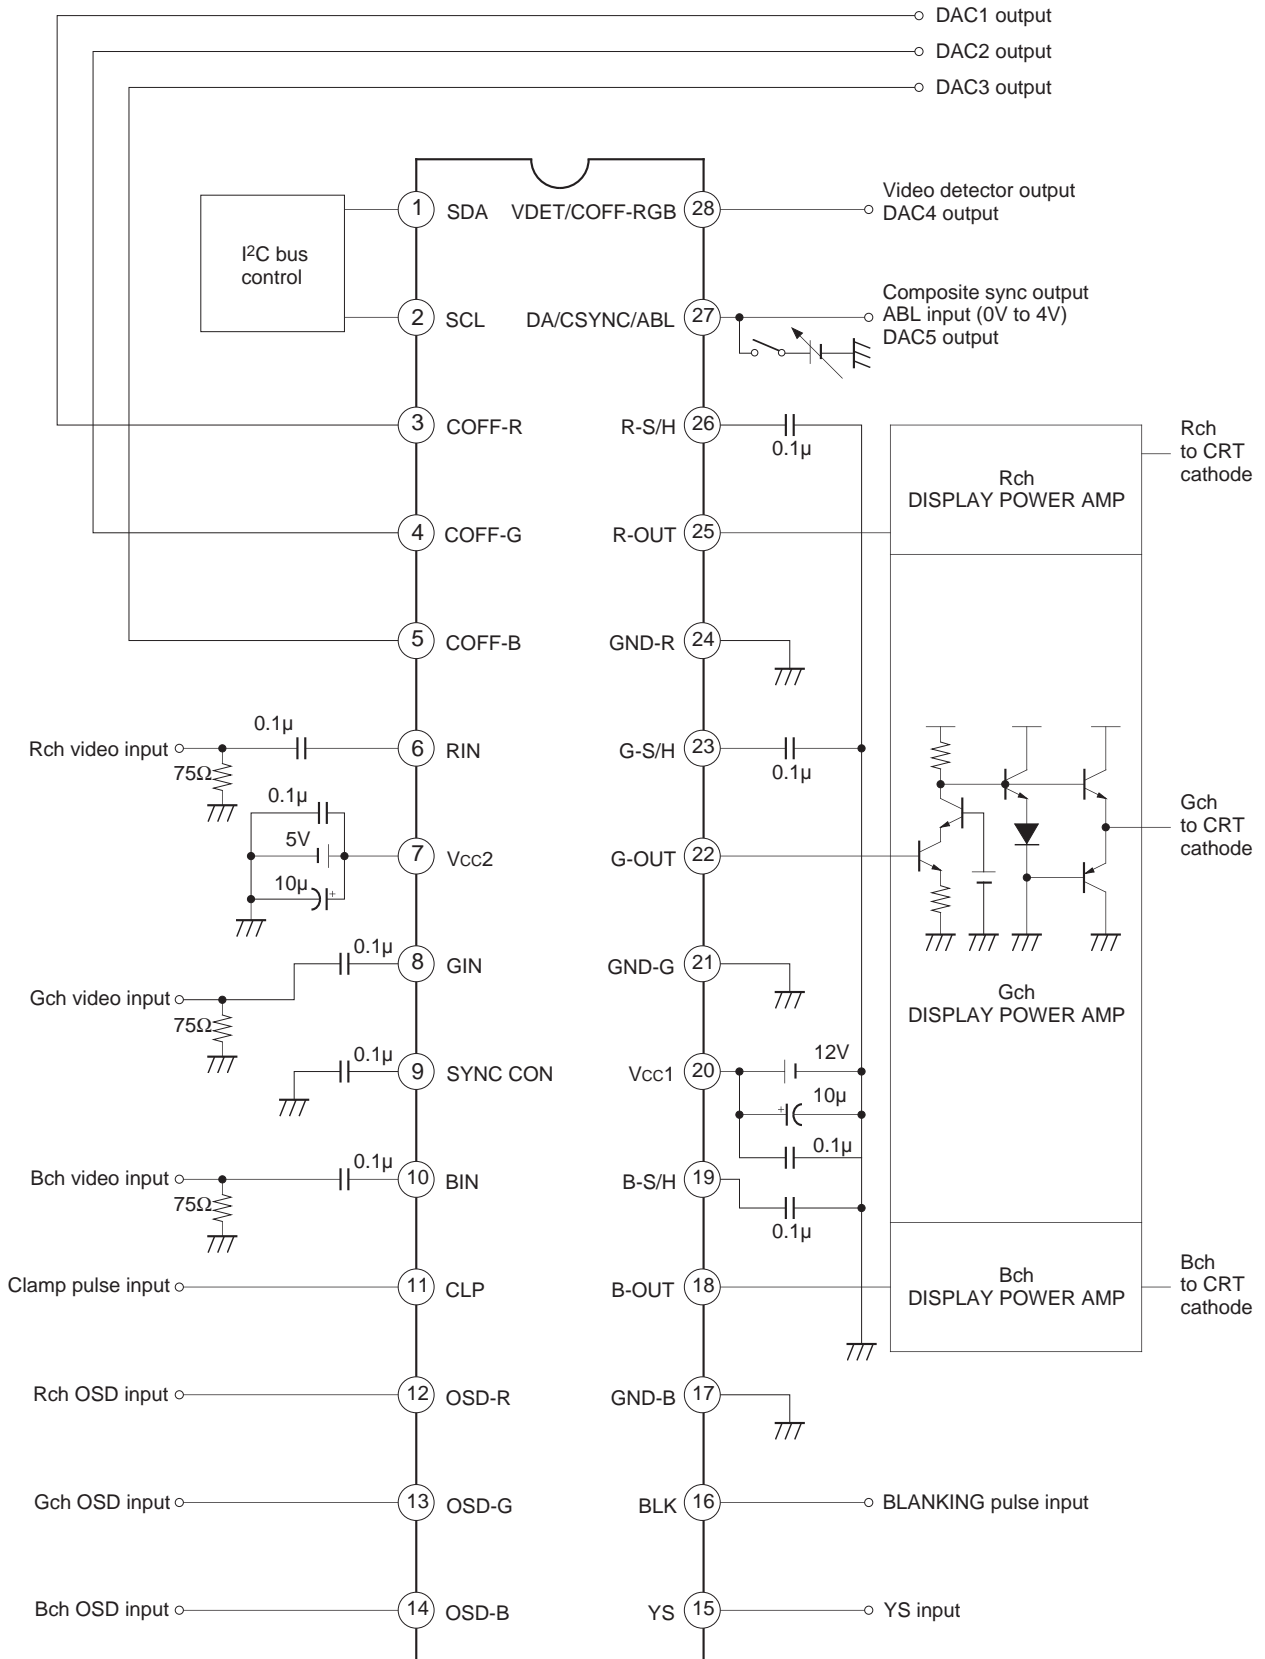 DAC1 output
DAC2 output
DAC3 output
I2C bus
control
1 SDA
VDET/COFF-RGB 28
Video detector output
DAC4 output
2 SCL
DA/CSYNC/ABL 27
Composite sync output
ABL input (0V to 4V)
DAC5 output
3 COFF-R
R-S/H 26
0.1µ
Rch
DISPLAY POWER AMP
Rch
to CRT
cathode
4 COFF-G
R-OUT 25
5 COFF-B
GND-R 24
Rch video input
0.1µ
75Ω
6 RIN
G-S/H 23
0.1µ
0.1µ
5V
10µ
+
7 VCC2
G-OUT 22
Gch
to CRT
cathode
Gch video input
0.1µ
75Ω
8 GIN
GND-G 21
Gch
DISPLAY POWER AMP
0.1µ
9 SYNC CON
VCC1 20
12V
+
10µ
0.1µ
Bch video input
0.1µ
75Ω
10 BIN
B-S/H 19
0.1µ
Clamp pulse input
11 CLP
B-OUT 18
Bch
DISPLAY POWER AMP
Bch
to CRT
cathode
Rch OSD input
12 OSD-R
GND-B 17
Gch OSD input
13 OSD-G
BLK 16
BLANKING pulse input
Bch OSD input
14 OSD-B
YS 15
YS input